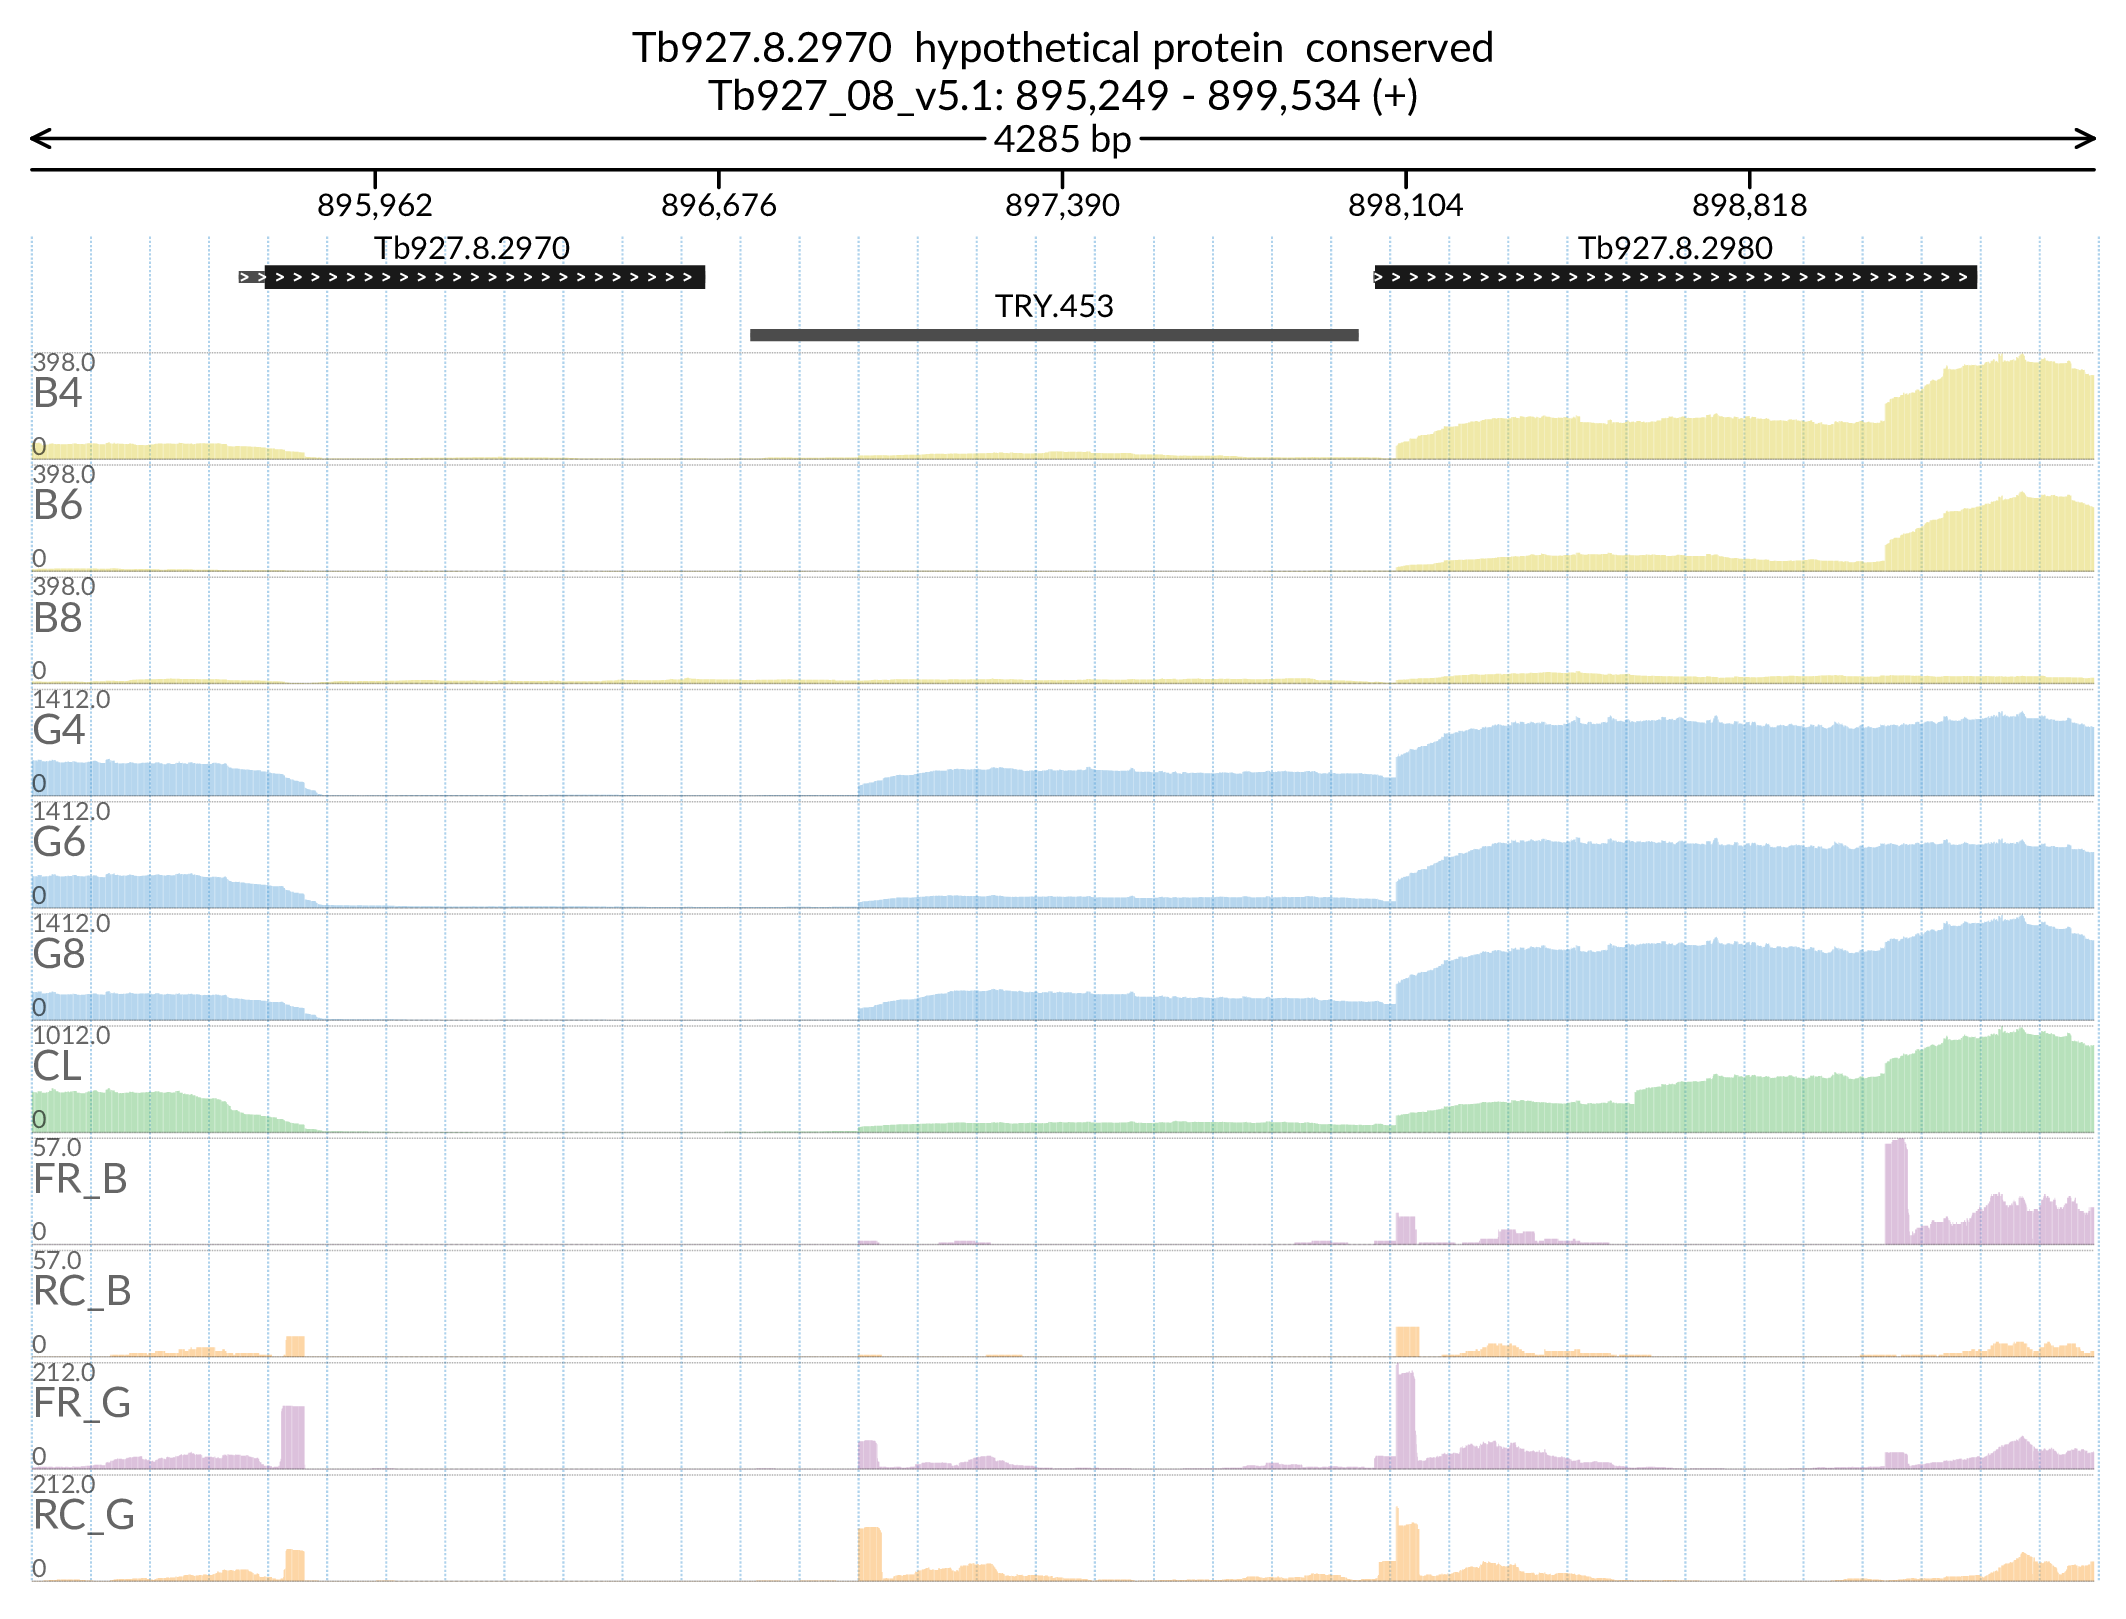 Tb927.8.2970 hypothetical protein conserved
Tb927_08_v5.1: 895,249 - 899,534 (+)
4285 bp
895,962 896,676 897,390 898,104 898,818
Tb927.8.2970 Tb927.8.2980
TRY.453
398.0
B4
0
398.0
B6
0
398.0
B8
0
1412.0
G4
0
1412.0
G6
0
1412.0
G8
0
1012.0
CL
0
57.0
FR_B
0
57.0
RC_B
0
212.0
FR_G
0
212.0
RC_G
0